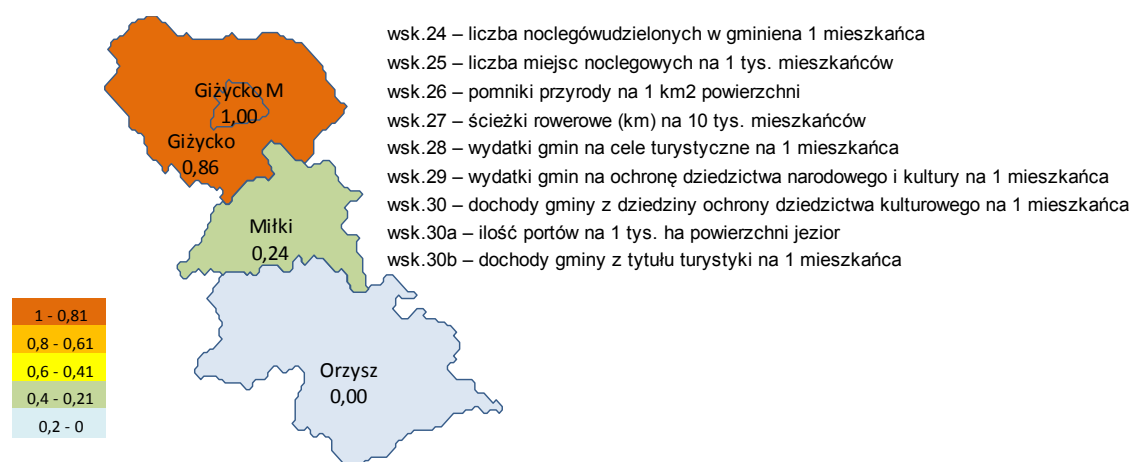 wsk.24 – liczba noclegówudzielonych w gminiena 1 mieszkańca
wsk.25 – liczba miejsc noclegowych na 1 tys. mieszkańców
wsk.26 – pomniki przyrody na 1 km2 powierzchni
wsk.27 – ścieżki rowerowe (km) na 10 tys. mieszkańców
wsk.28 – wydatki gmin na cele turystyczne na 1 mieszkańca
wsk.29 – wydatki gmin na ochronę dziedzictwa narodowego i kultury na 1 mieszkańca
wsk.30 – dochody gminy z dziedziny ochrony dziedzictwa kulturowego na 1 mieszkańca
wsk.30a – ilość portów na 1 tys. ha powierzchni jezior
wsk.30b – dochody gminy z tytułu turystyki na 1 mieszkańca
Giżycko M
1,00
Giżycko
0,86
Miłki
0,24
Orzysz
0,00
1 - 0,81
0,8 - 0,61
0,6 - 0,41
0,4 - 0,21
0,2 - 0